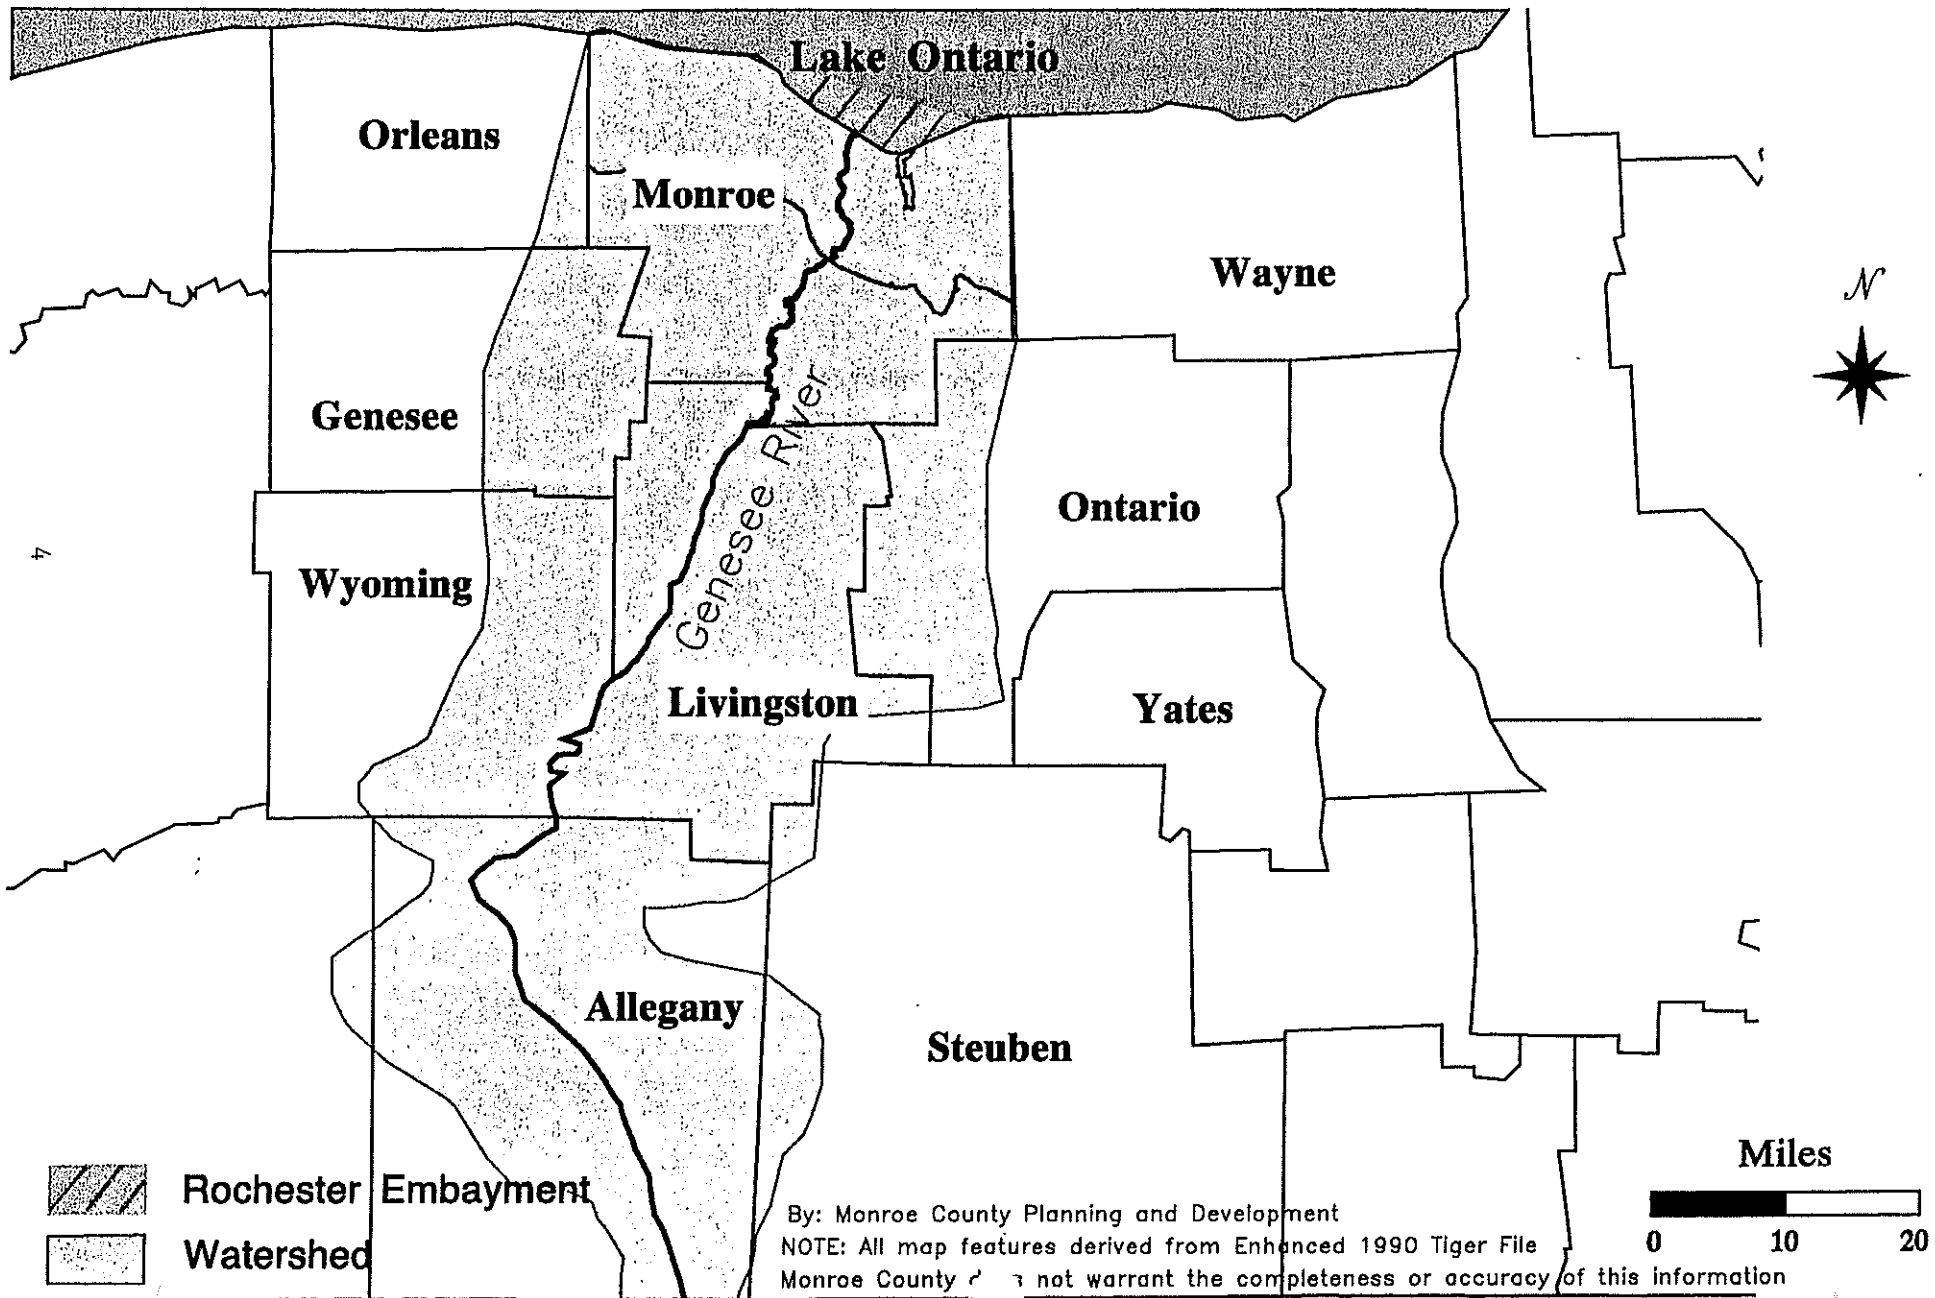 Lake Ontario
Orleans
Monroe
Wayne
N
Genesee
Genesee River
Ontario
4
Wyoming
Livingston
Yates
Allegany
Steuben
Rochester Embayment
Watershed
Miles
0 10 20
By: Monroe County Planning and Development
NOTE: All map features derived from Enhanced 1990 Tiger File
Monroe County not warrant the completeness or accuracy of this information